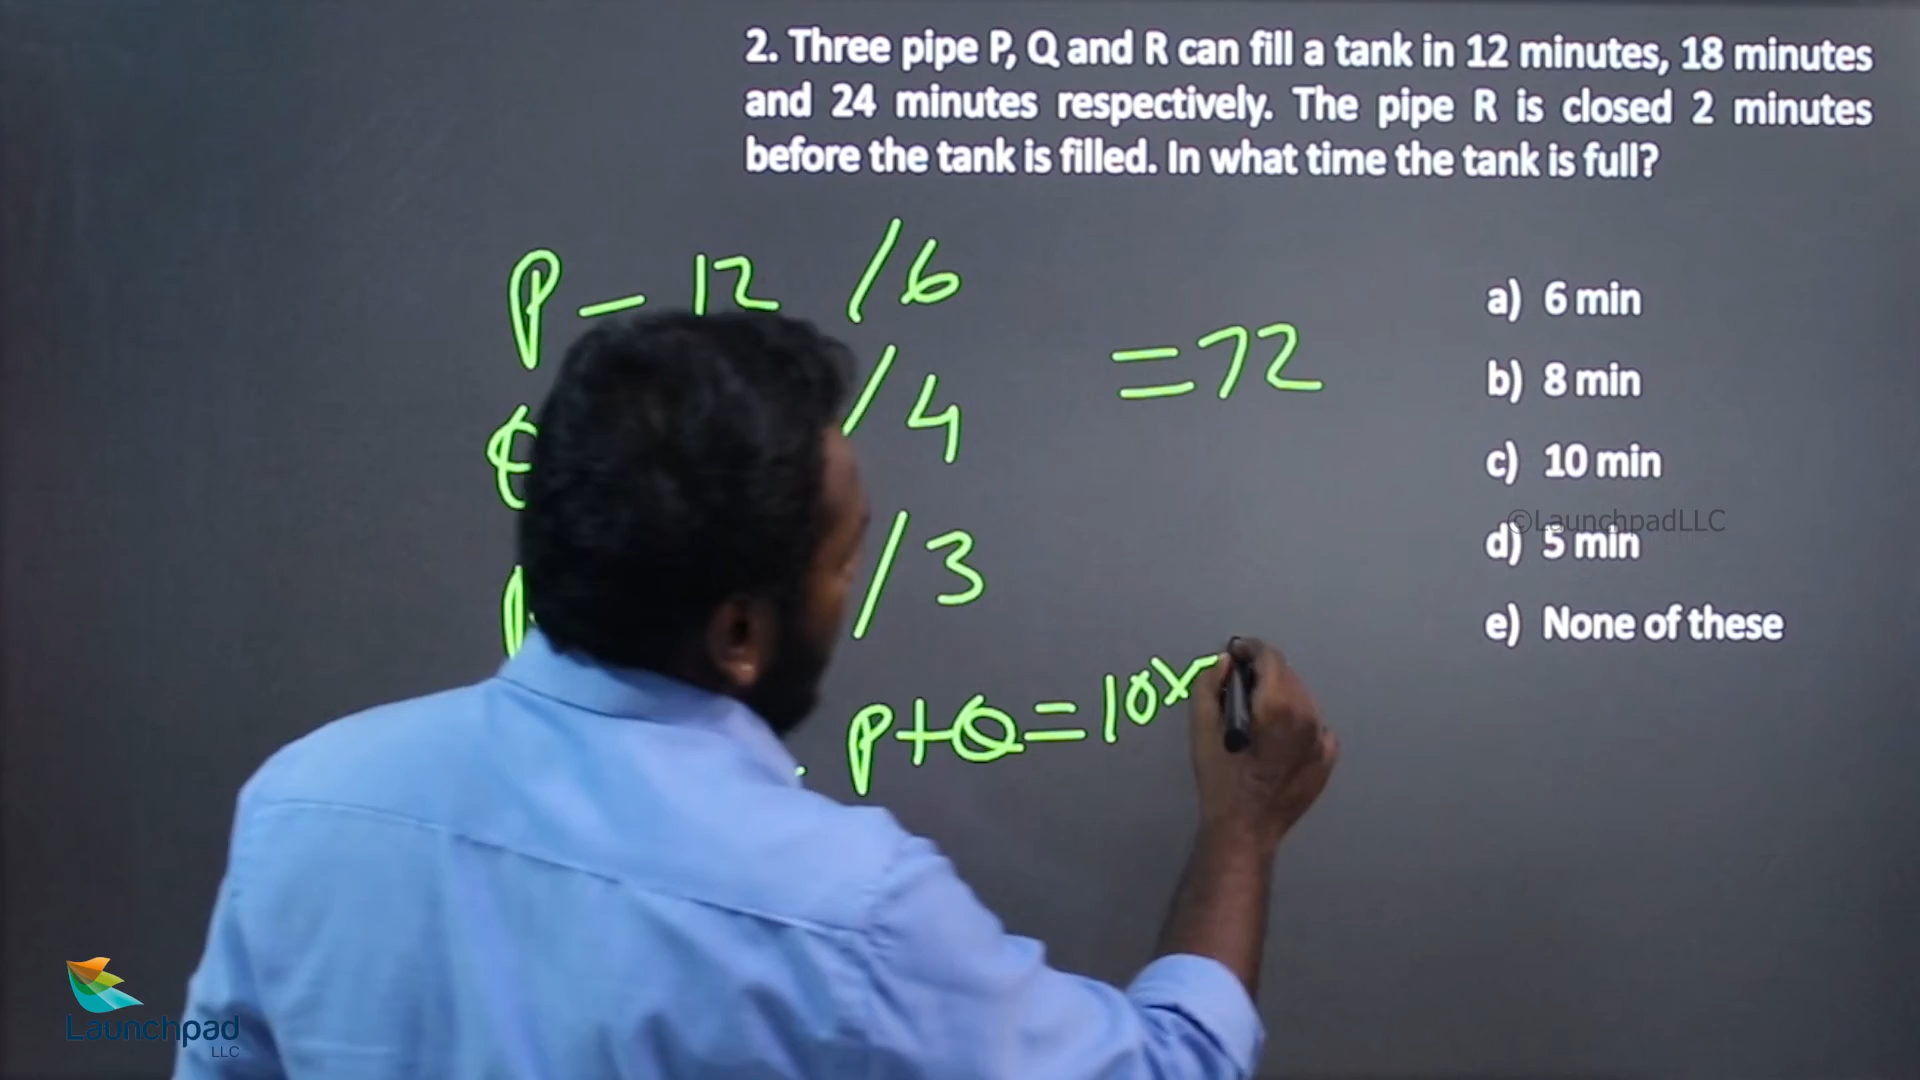 2. Three pipe P, Q and R can fill a tank in 12 minutes, 18 minutes
and 24 minutes respectively. The pipe R is closed 2 minutes
before the tank is filled. In what time the tank is full?
P - 12 / 6
/ 4
= 72
/ 3
P+Q=10x
a) 6 min
b) 8 min
c) 10 min
©LaunchpadLLC
d) 5 min
e) None of these
Launchpad
LLC